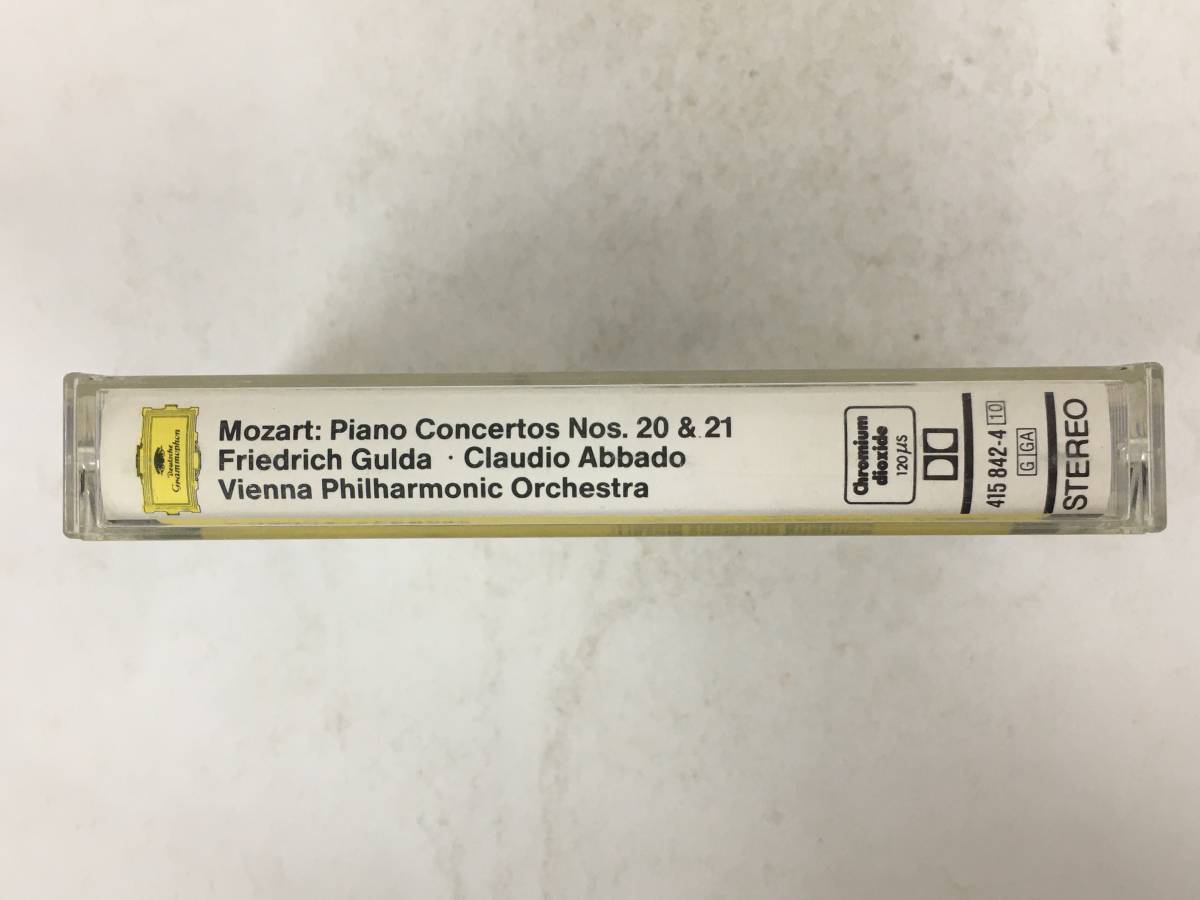 Deutsche
Grammophon
Mozart: Piano Concertos Nos. 20 & 21
Friedrich Gulda · Claudio Abbado
Vienna Philharmonic Orchestra
Chromium
dioxide
120 μs
415 842-4 10
G GA
STEREO